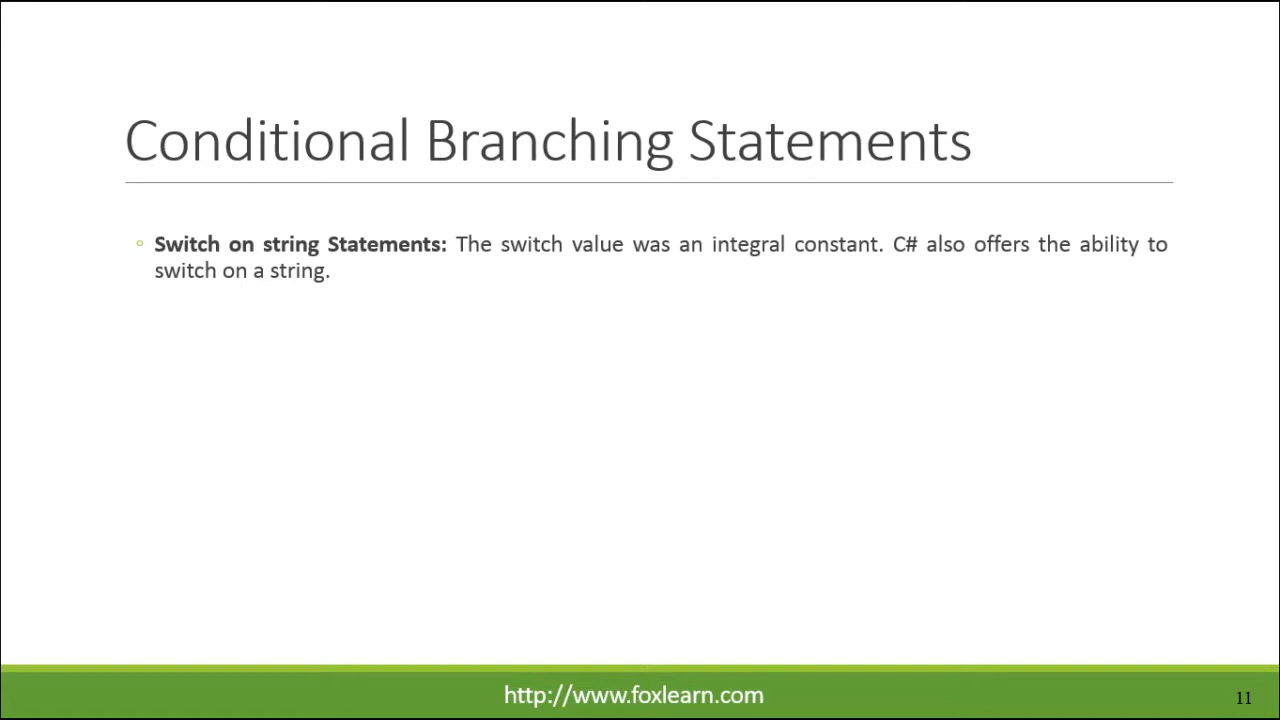 Conditional Branching Statements
◦ Switch on string Statements: The switch value was an integral constant. C# also offers the ability to
switch on a string.
http://www.foxlearn.com
11